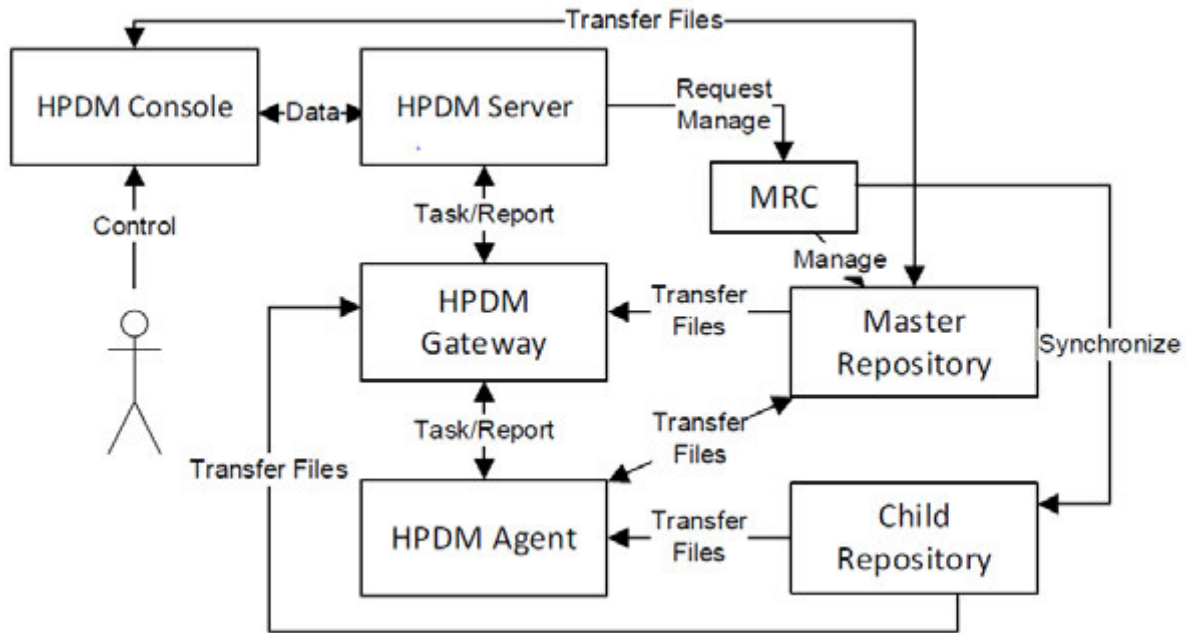 Transfer Files
HPDM Console
Data
HPDM Server
Request
Manage
MRC
Control
Task/Report
Manage
HPDM
Gateway
Transfer
Files
Master
Repository
Synchronize
Task/Report
Transfer
Files
Transfer Files
HPDM Agent
Transfer
Files
Child
Repository